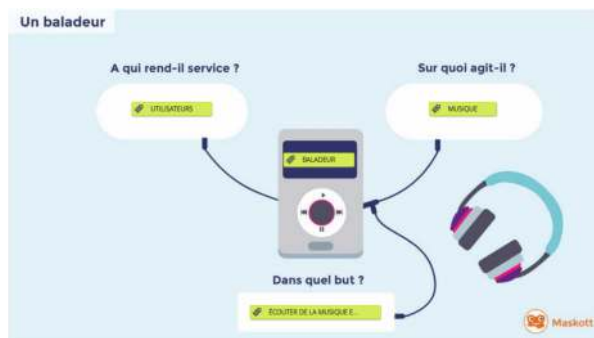 Un baladeur
A qui rend-il service ?
Sur quoi agit-il ?
UTILISATEURS
MUSIQUE
BALADEUR
Dans quel but ?
ÉCOUTER DE LA MUSIQUE E...
Maskott